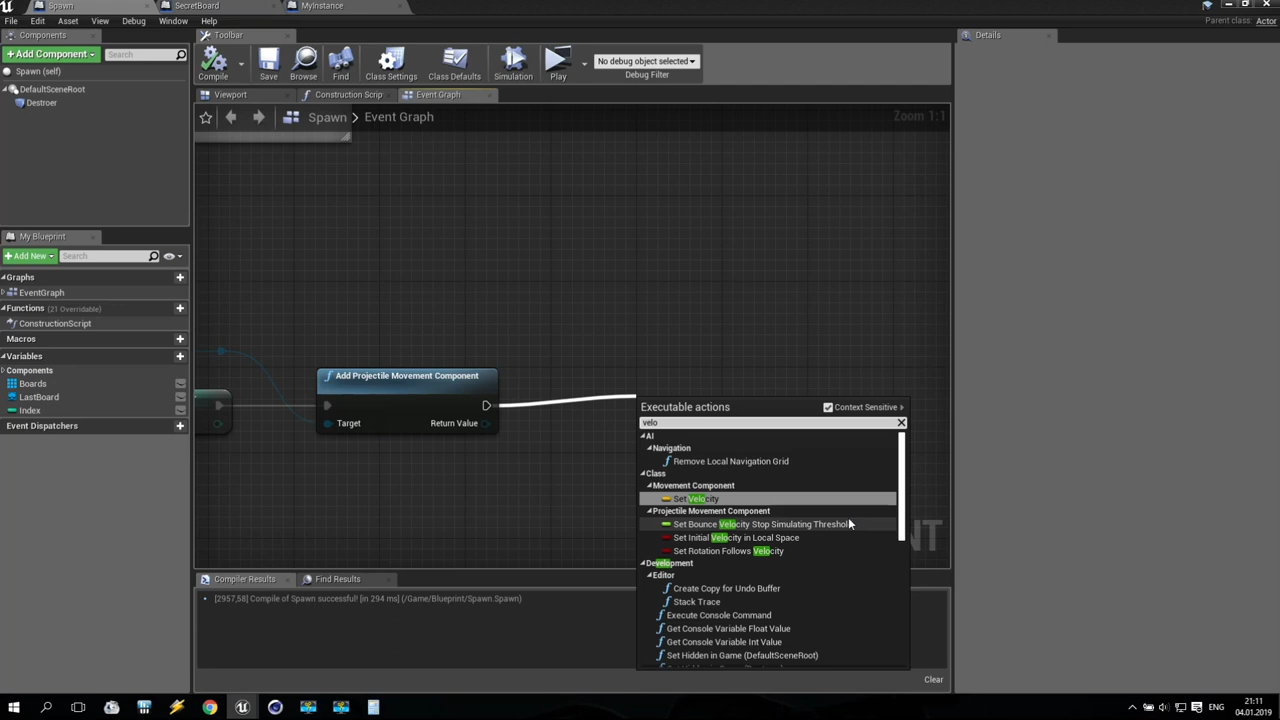 Spawn
SecretBoard
MyInstance
File
Edit
Asset
View
Debug
Window
Help
Parent class: Actor
Components
Toolbar
Details
+Add Component
Search
Spawn (self)
DefaultSceneRoot
Destroer
Compile
Save
Browse
Find
Class Settings
Class Defaults
Simulation
Play
No debug object selected
Debug Filter
Viewport
Construction Scrip
Event Graph
Spawn > Event Graph
Zoom 1:1
My Blueprint
+Add New
Search
Graphs
EventGraph
Functions (21 Overridable)
ConstructionScript
Macros
Variables
Components
Boards
LastBoard
Index
Event Dispatchers
Add Projectile Movement Component
Target
Return Value
Executable actions
Context Sensitive
velo
AI
Navigation
Remove Local Navigation Grid
Class
Movement Component
Set Velocity
Projectile Movement Component
Set Bounce Velocity Stop Simulating Threshol
Set Initial Velocity in Local Space
Set Rotation Follows Velocity
Development
Editor
Create Copy for Undo Buffer
Stack Trace
Execute Console Command
Get Console Variable Float Value
Get Console Variable Int Value
Set Hidden in Game (DefaultSceneRoot)
NT
Compiler Results
Find Results
[2957,58] Compile of Spawn successful! [in 294 ms] (/Game/Blueprint/Spawn.Spawn)
Clear
ENG
21:11
04.01.2019